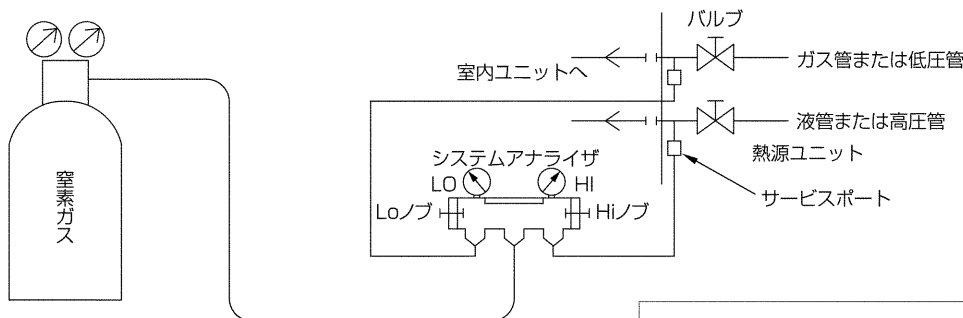 バルブ
ガス管または低圧管
室内ユニットへ
液管または高圧管
熱源ユニット
システムアナライザ
LO
HI
サービスポート
Loノブ
Hiノブ
窒素ガス